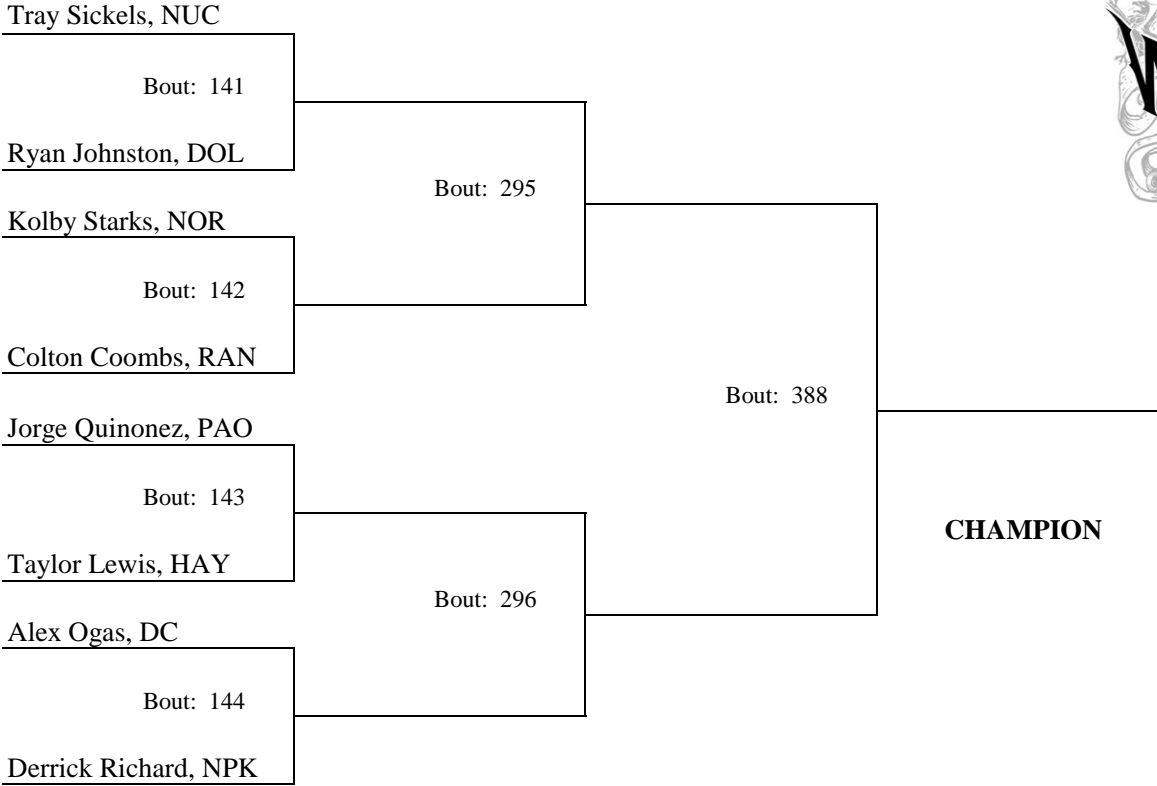 Tray Sickels, NUC
Bout: 141
Ryan Johnston, DOL
Bout: 295
Kolby Starks, NOR
Bout: 142
Colton Coombs, RAN
Bout: 388
Jorge Quinonez, PAO
Bout: 143
CHAMPION
Taylor Lewis, HAY
Bout: 296
Alex Ogas, DC
Bout: 144
Derrick Richard, NPK